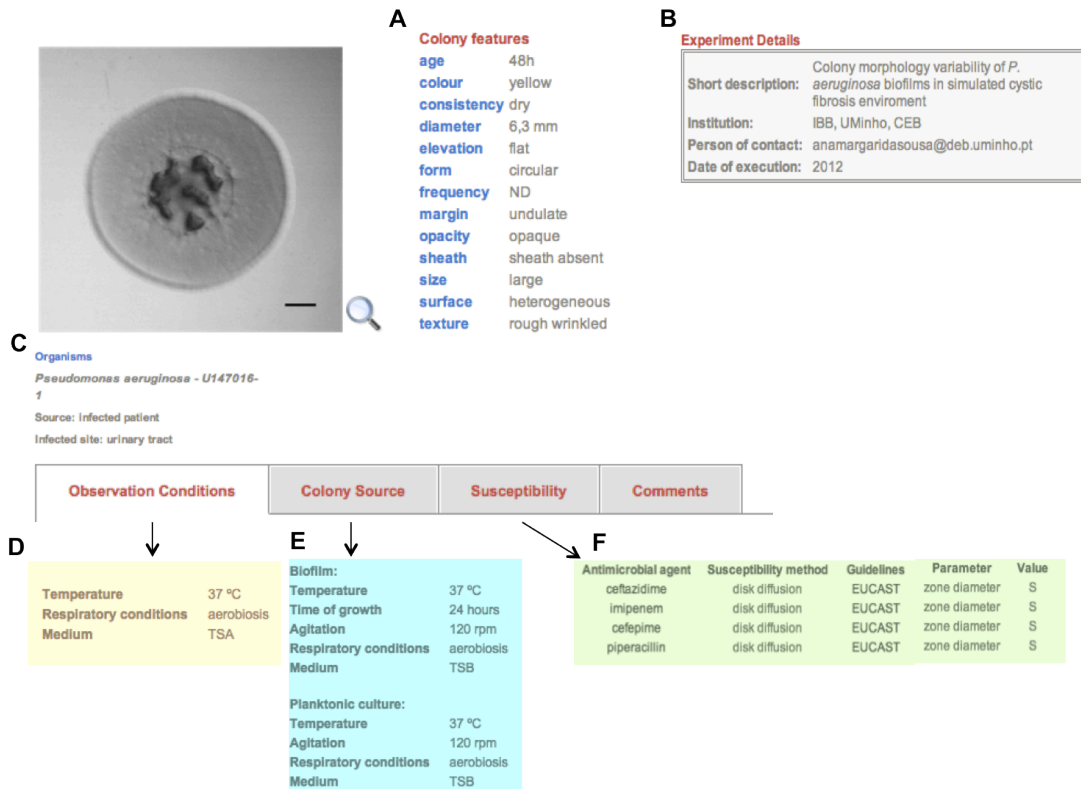 A
Colony features
age 48h
colour yellow
consistency dry
diameter 6,3 mm
elevation flat
form circular
frequency ND
margin undulate
opacity opaque
sheath sheath absent
size large
surface heterogeneous
texture rough wrinkled
B
Experiment Details
Short description: Colony morphology variability of P.
aeruginosa biofilms in simulated cystic
fibrosis enviroment
Institution: IBB, UMinho, CEB
Person of contact: anamargaridasousa@deb.uminho.pt
Date of execution: 2012
C
Organisms
Pseudomonas aeruginosa - U147016-
1
Source: infected patient
Infected site: urinary tract
Observation Conditions Colony Source Susceptibility Comments
D
Temperature 37 ºC
Respiratory conditions aerobiosis
Medium TSA
E
Biofilm:
Temperature 37 ºC
Time of growth 24 hours
Agitation 120 rpm
Respiratory conditions aerobiosis
Medium TSB
Planktonic culture:
Temperature 37 ºC
Agitation 120 rpm
Respiratory conditions aerobiosis
Medium TSB
F
Antimicrobial agent Susceptibility method Guidelines Parameter Value
ceftazidime disk diffusion EUCAST zone diameter S
imipenem disk diffusion EUCAST zone diameter S
cefepime disk diffusion EUCAST zone diameter S
piperacillin disk diffusion EUCAST zone diameter S